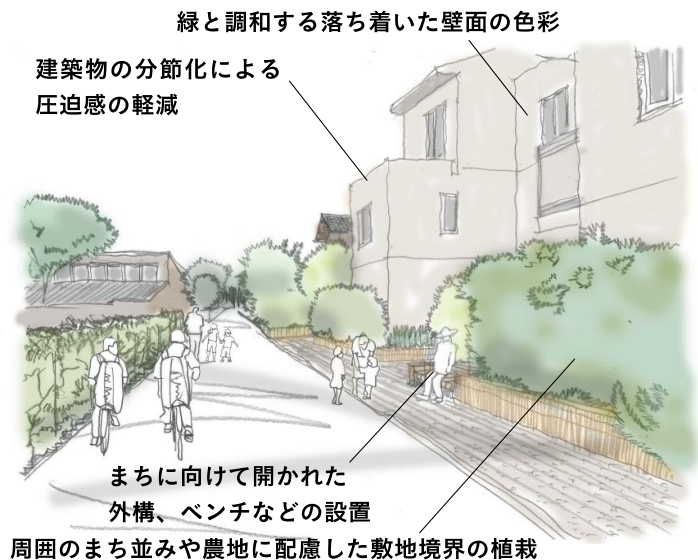 緑と調和する落ち着いた壁面の色彩
建築物の分節化による
圧迫感の軽減
まちに向けて開かれた
外構、ベンチなどの設置
周囲のまち並みや農地に配慮した敷地境界の植栽